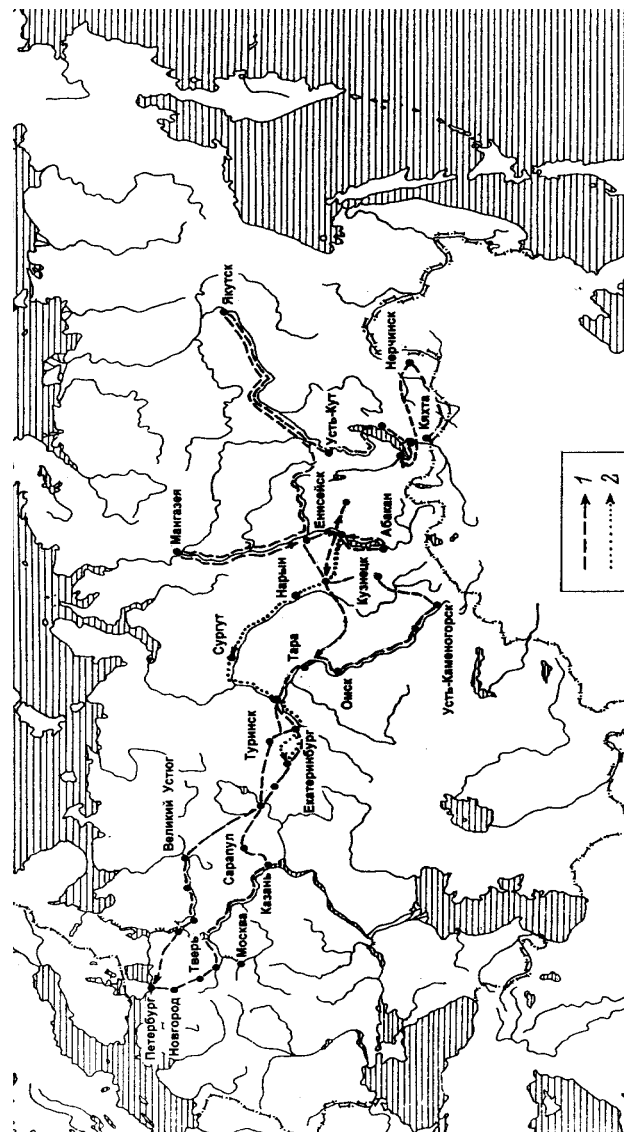 Петербург
Новгород
Тверь
Москва
Великий Устюг
Казань
Сарапул
Екатеринбург
Туринск
Тара
Омск
Усть-Каменогорск
Сургут
Нарын
Кузнецк
Мангазея
Енисейск
Абакан
Усть-Кут
Якутск
Кяхта
Нерчинск
1
2